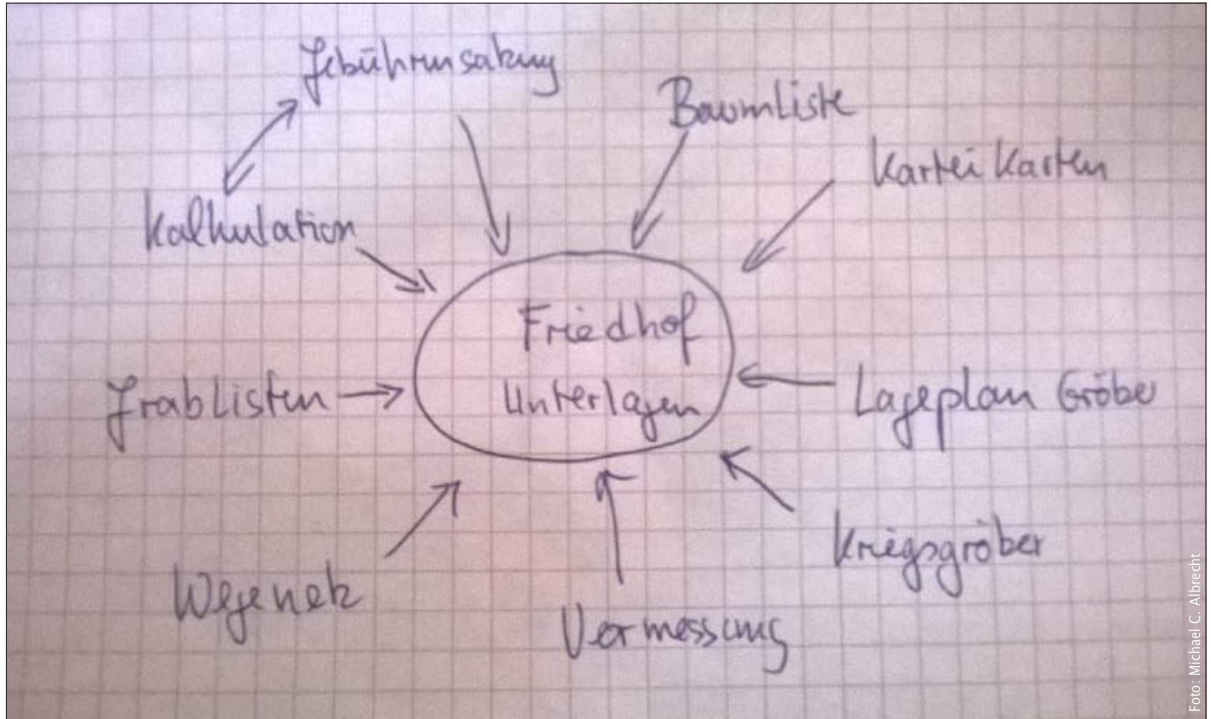 Gebührensatzung
Baumliste
Karteikarten
Kalkulation
Friedhof
Unterlagen
Grablisten
Lageplan Gräber
Kriegsgräber
Wegenetz
Vermessung
Foto: Michael C. Albrecht